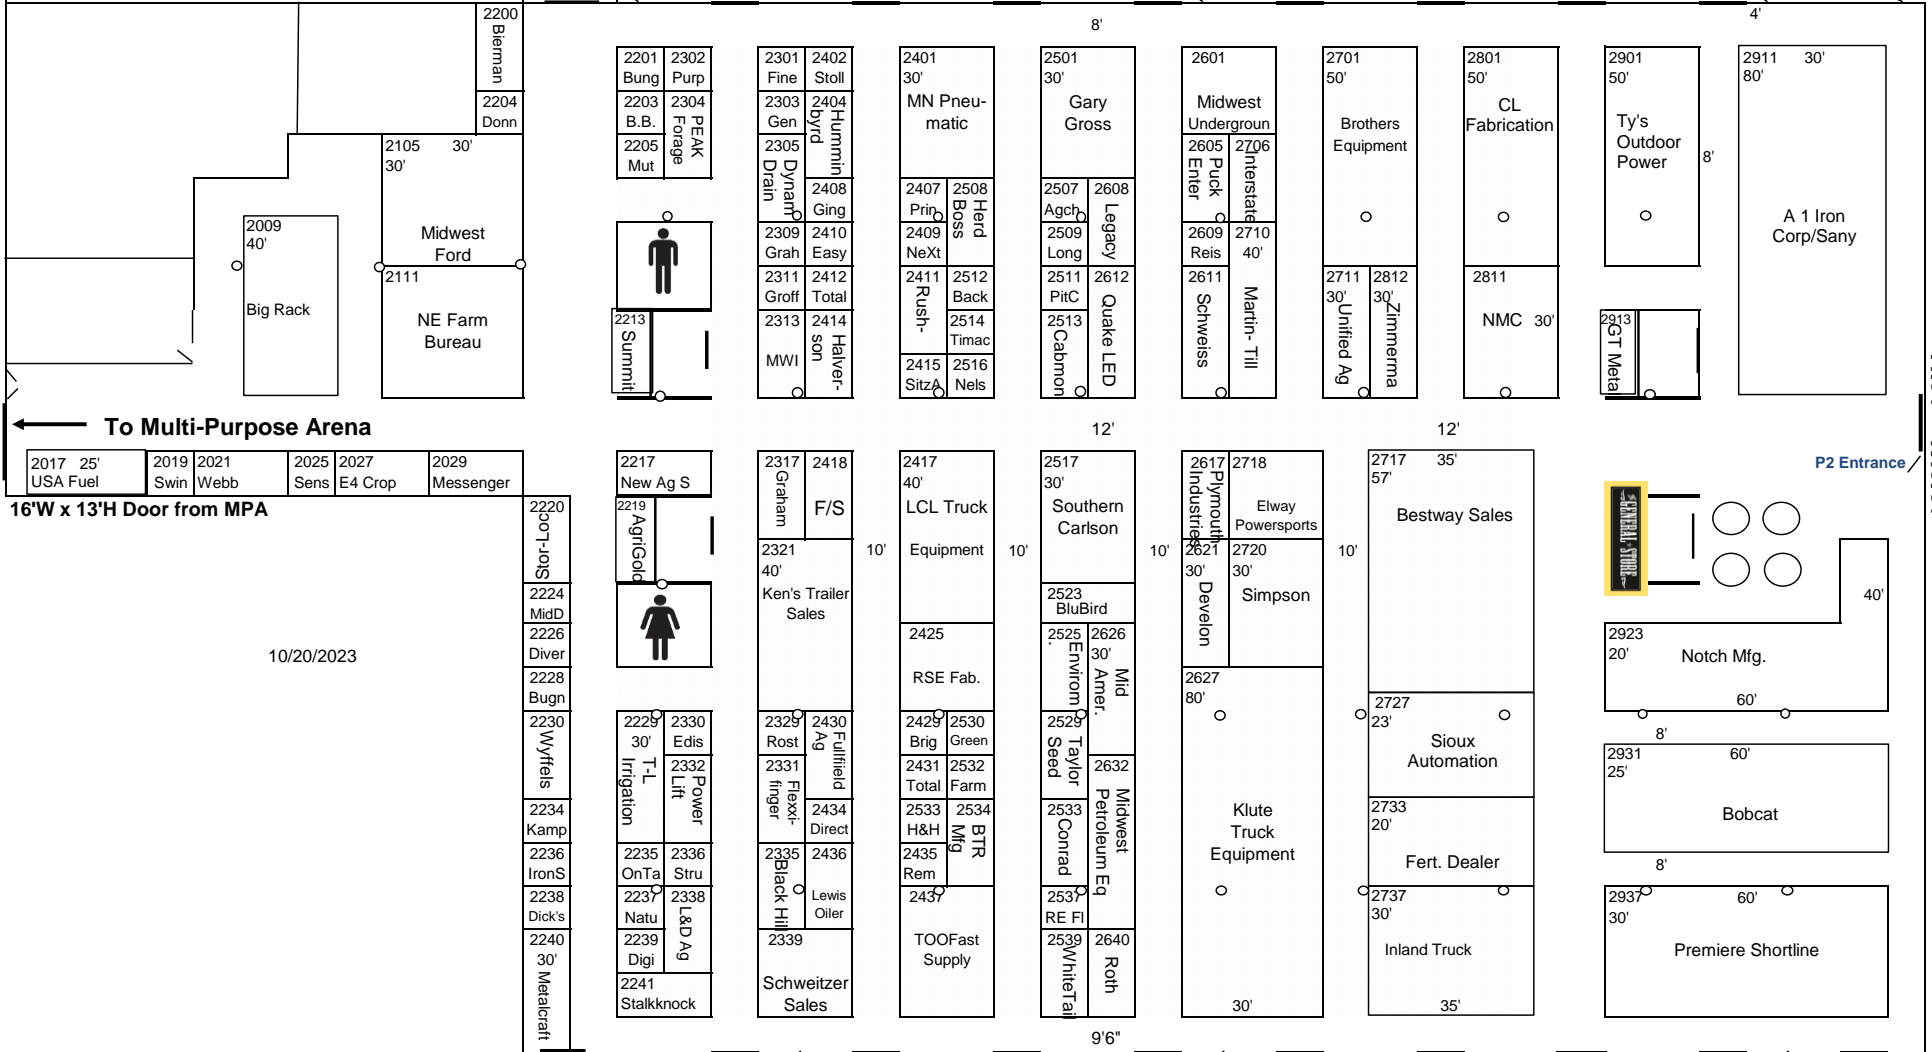 8'
4'
2200
Bierman
2204
Donn
2105 30'
30'
Midwest
Ford
2111
NE Farm
Bureau
2009
40'
Big Rack
2201
Bung
2302
Purp
2203
B.B.
2304
PEAK
Forage
2205
Mut
2213
Summit
2301
Fine
2402
Stoll
2303
Gen
2404
Hummin
byrd
2305
Dynam
Drain
2408
Ging
2309
Grah
2410
Easy
2311
Groff
2412
Total
2313
MWI
2414
Halver-
son
2401
30'
MN Pneu-
matic
2407
Prin
2508
Herd
Boss
2409
NeXt
2411
Rush-
2512
Back
2514
Timac
2415
SitzA
2516
Nels
2501
30'
Gary
Gross
2507
Agch
2608
Legacy
2509
Long
2511
PitC
2612
Quake LED
2513
Cabmon
2601
Midwest
Undergroun
2605
Puck
Enter
2706
Interstate
2609
Reis
2710
40'
Martin- Till
2611
Schweiss
2701
50'
Brothers
Equipment
2711
30'
Unified Ag
2812
30'
Zimmerma
2801
50'
CL
Fabrication
2811
NMC 30'
2901
50'
Ty's
Outdoor
Power
8'
2913
GT Metal
2911 30'
80'
A 1 Iron
Corp/Sany
To Multi-Purpose Arena
12'
12'
P2 Entrance
2017 25'
USA Fuel
2019
Swin
2021
Webb
2025
Sens
2027
E4 Crop
2029
Messenger
16'W x 13'H Door from MPA
10/20/2023
2220
Stor-Loc
2224
MidD
2226
Diver
2228
Bugn
2230
Wyffels
2234
Kamp
2236
IronS
2238
Dick's
2240
30'
Metalcraft
2217
New Ag S
2219
AgriGold
2229
30'
T-L
Irrigation
2330
Edis
2332
Power
Lift
2235
OnTa
2336
Stru
2237
Natu
2338
L&D Ag
2239
Digi
2241
Stalkknock
2317
Graham
2418
F/S
2321
40'
Ken's Trailer
Sales
2329
Rost
2430
Fullfiield
Ag
2331
Flexxi-
finger
2434
Direct
2335
Black Hill
2436
Lewis
Oiler
2339
Schweitzer
Sales
10'
2417
40'
LCL Truck
Equipment
2425
RSE Fab.
2429
Brig
2530
Green
2431
Total
2532
Farm
2533
H&H
2534
BTR
Mfg
2435
Rem
2437
TOOFast
Supply
10'
2517
30'
Southern
Carlson
2523
BluBird
2525
Envirom.
2626
30'
Mid
Amer.
2529
Taylor
Seed
2632
Midwest
Petroleum Eq
2533
Conrad
2537
RE Fl
2539
WhiteTail
2640
Roth
9'6"
10'
2617
Plymouth
Industries
2718
Elway
Powersports
2621
30'
Develon
2720
30'
Simpson
2627
80'
Klute
Truck
Equipment
30'
10'
2717 35'
57'
Bestway Sales
2727
23'
Sioux
Automation
2733
20'
Fert. Dealer
2737
30'
Inland Truck
35'
GENERAL STORE
40'
2923
20'
Notch Mfg.
60'
8'
2931 60'
25'
Bobcat
8'
2937 60'
30'
Premiere Shortline